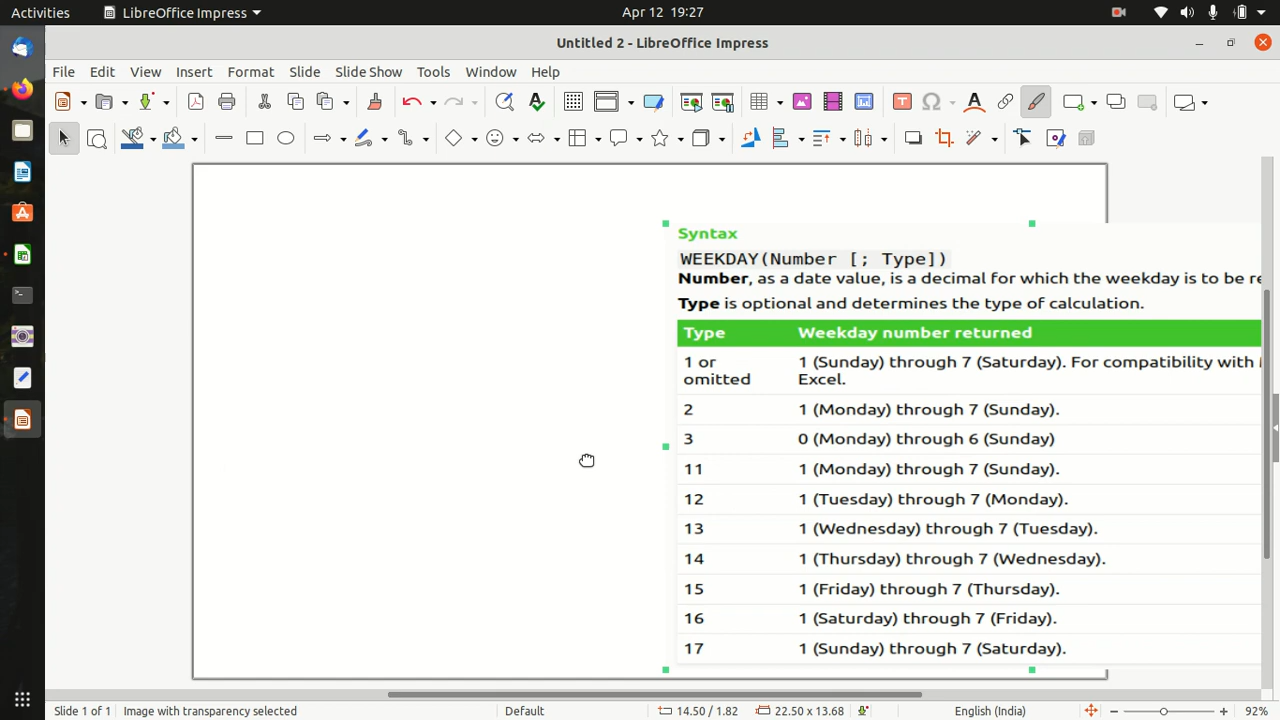 Activities
LibreOffice Impress
Apr 12 19:27
Untitled 2 - LibreOffice Impress
File Edit View Insert Format Slide Slide Show Tools Window Help
Syntax
WEEKDAY(Number [; Type])
Number, as a date value, is a decimal for which the weekday is to be
Type is optional and determines the type of calculation.
Type Weekday number returned
1 or omitted 1 (Sunday) through 7 (Saturday). For compatibility with
Excel.
2 1 (Monday) through 7 (Sunday).
3 0 (Monday) through 6 (Sunday)
11 1 (Monday) through 7 (Sunday).
12 1 (Tuesday) through 7 (Monday).
13 1 (Wednesday) through 7 (Tuesday).
14 1 (Thursday) through 7 (Wednesday).
15 1 (Friday) through 7 (Thursday).
16 1 (Saturday) through 7 (Friday).
17 1 (Sunday) through 7 (Saturday).
Slide 1 of 1 Image with transparency selected Default 14.50 / 1.82 22.50 x 13.68 English (India) 92%